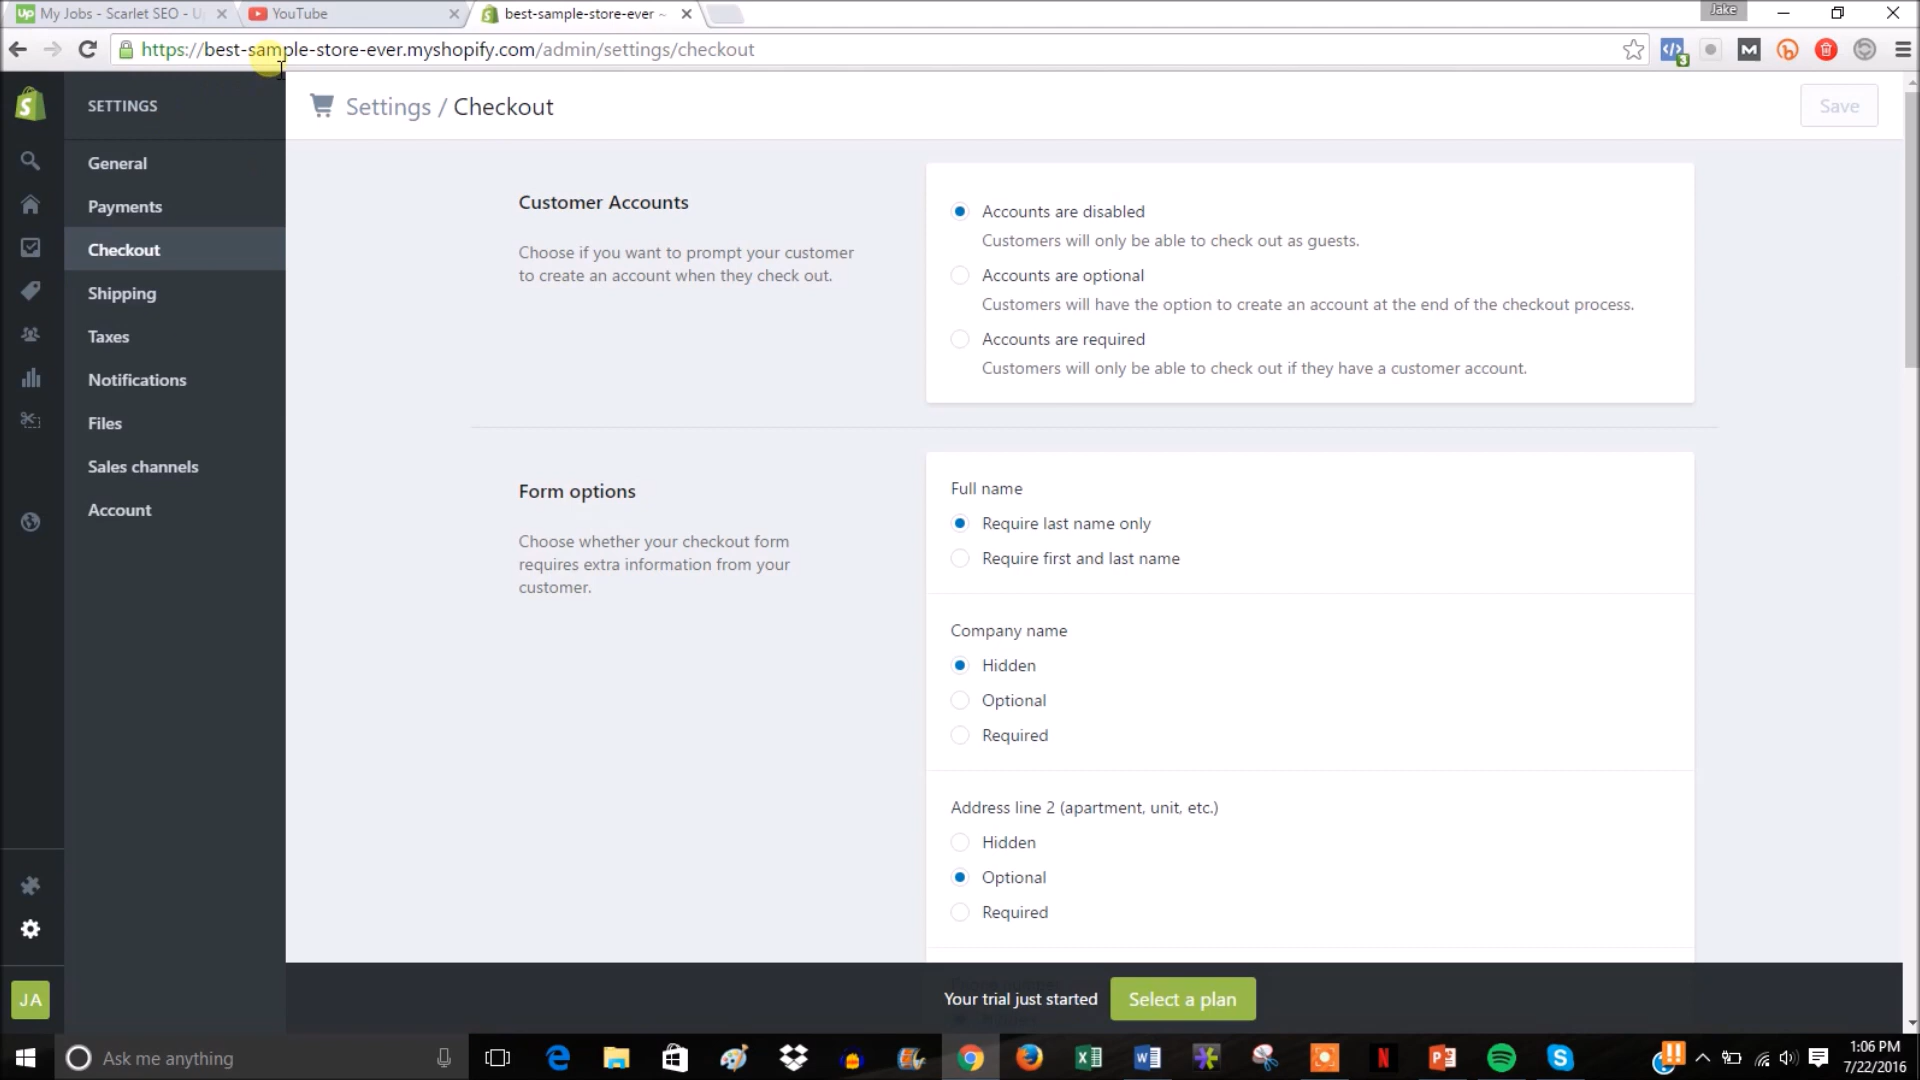 My Jobs - Scarlet SEO - U
YouTube
best-sample-store-ever ~
Jake
https://best-sample-store-ever.myshopify.com/admin/settings/checkout
3
SETTINGS
Settings / Checkout
Save
General
Payments
Checkout
Shipping
Taxes
Notifications
Files
Sales channels
Account
JA
Customer Accounts
Choose if you want to prompt your customer
to create an account when they check out.
Accounts are disabled
Customers will only be able to check out as guests.
Accounts are optional
Customers will have the option to create an account at the end of the checkout process.
Accounts are required
Customers will only be able to check out if they have a customer account.
Form options
Choose whether your checkout form
requires extra information from your
customer.
Full name
Require last name only
Require first and last name
Company name
Hidden
Optional
Required
Address line 2 (apartment, unit, etc.)
Hidden
Optional
Required
Your trial just started
Select a plan
Ask me anything
1:06 PM
7/22/2016